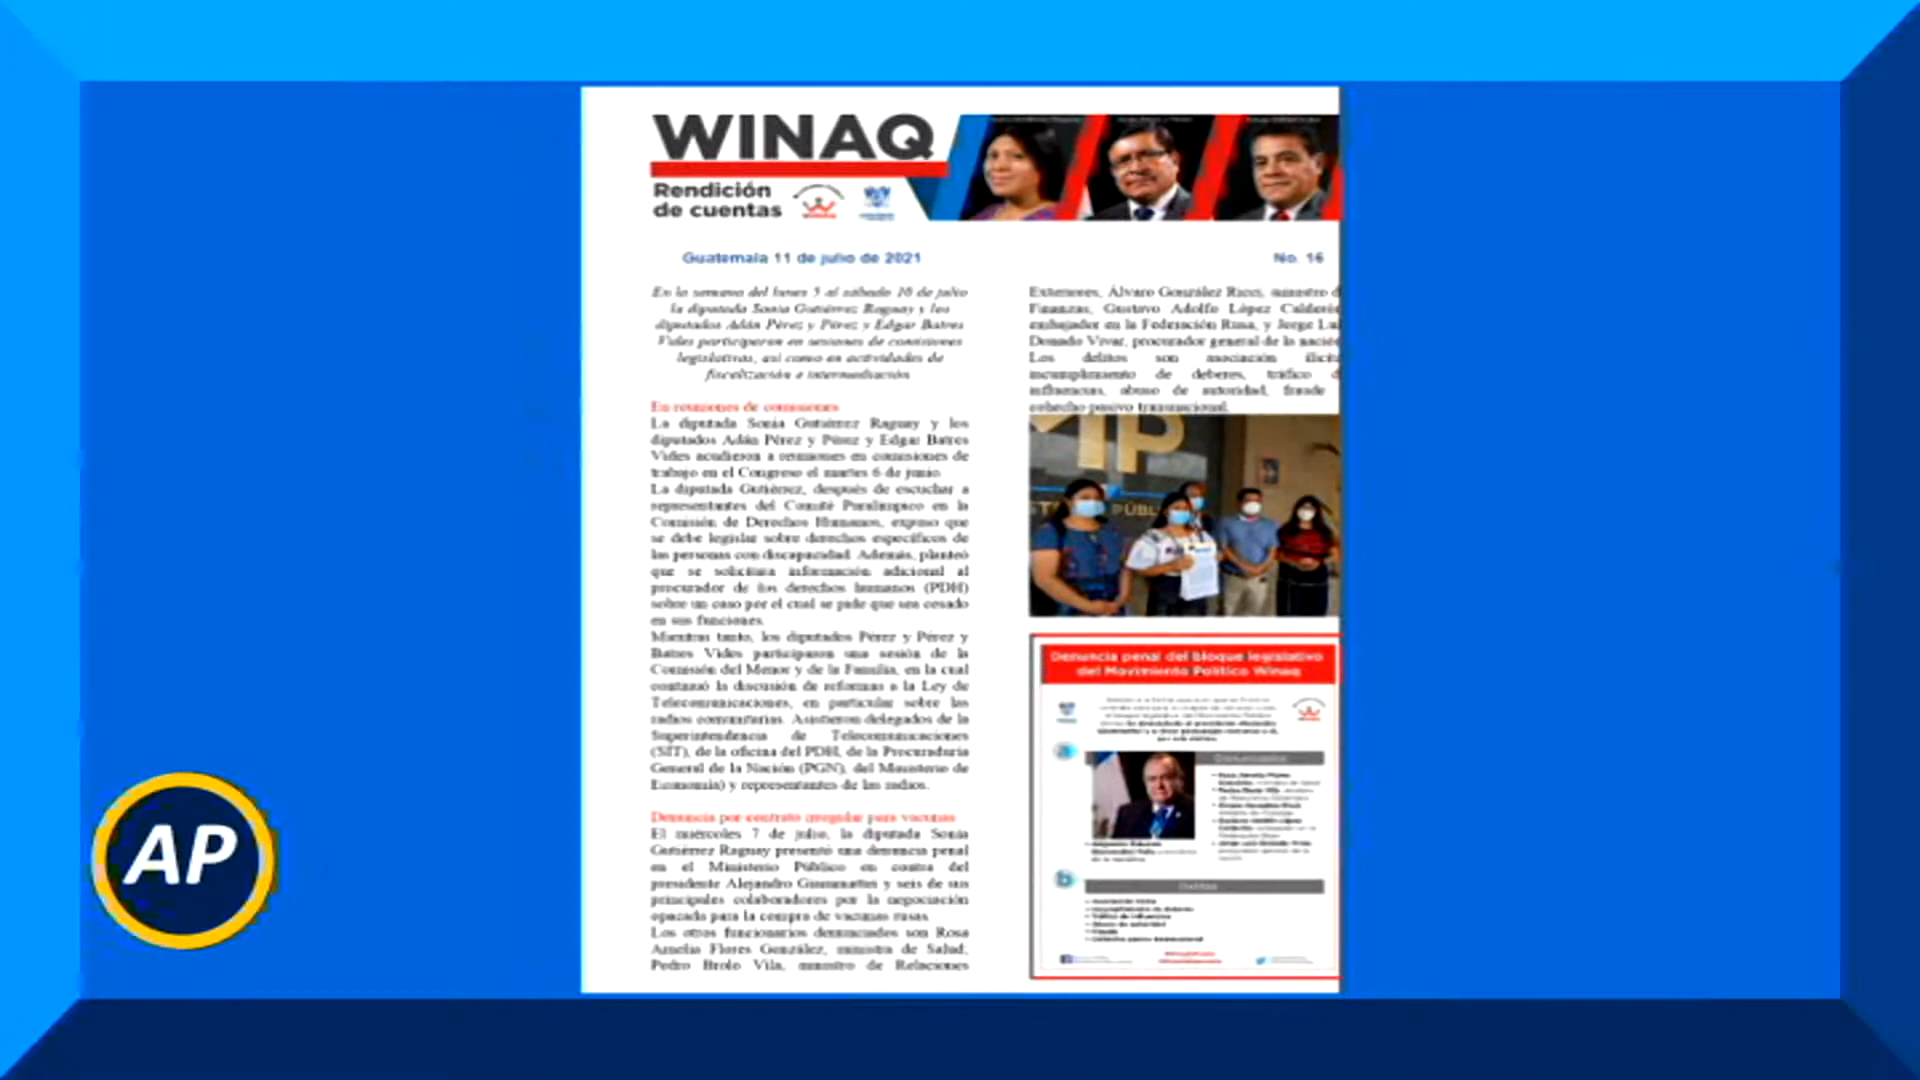 WINAQ
Rendición
de cuentas
Guatemala 11 de julio de 2021
No. 16
En la semana del lunes 5 al sábado 10 de julio
la diputada Sonia Gutiérrez Raguay y los
diputados Adán Pérez y Pérez y Edgar Batres
Vides participaron en sesiones de comisiones
legislativas, así como en actividades de
fiscalización e intermediación.
En reuniones de comisiones
La diputada Sonia Gutiérrez Raguay y los
diputados Adán Pérez y Pérez y Edgar Batres
Vides acudieron a reuniones en comisiones de
trabajo en el Congreso el martes 6 de junio.
La diputada Gutiérrez, después de escuchar a
representantes del Comité Paralímpico en la
Comisión de Derechos Humanos, expuso que
se debe legislar sobre derechos específicos de
las personas con discapacidad. Además, planteó
que se solicitara información adicional al
procurador de los derechos humanos (PDH)
sobre un caso por el cual se pide que sea cesado
en sus funciones.
Mientras tanto, los diputados Pérez y Pérez y
Batres Vides participaron una sesión de la
Comisión del Menor y de la Familia, en la cual
continuó la discusión de reformas a la Ley de
Telecomunicaciones, en particular sobre las
radios comunitarias. Asistieron delegados de la
Superintendencia de Telecomunicaciones
(SIT), de la oficina del PDH, de la Procuraduría
General de la Nación (PGN), del Ministerio de
Economía) y representantes de las radios.
Denuncia por contrato irregular para vacunas
El miércoles 7 de julio, la diputada Sonia
Gutiérrez Raguay presentó una denuncia penal
en el Ministerio Público en contra del
presidente Alejandro Giammattei y seis de sus
principales colaboradores por la negociación
opacada para la compra de vacunas rusas.
Los otros funcionarios denunciados son Rosa
Amelia Flores González, ministra de Salud;
Pedro Brolo Vila, ministro de Relaciones
Exteriores, Álvaro González Ricci, ministro d
Finanzas, Gustavo Adolfo López Calderó
embajador en la Federación Rusa, y Jorge Lui
Donado Vivar, procurador general de la nació
Los delitos son asociación ilícit
incumplimiento de deberes, tráfico d
influencias, abuso de autoridad, fraude
cohecho pasivo transnacional.
MP
PÚBL
Denuncia penal del bloque legislativo
del Movimiento Político Winaq
a
b
AP